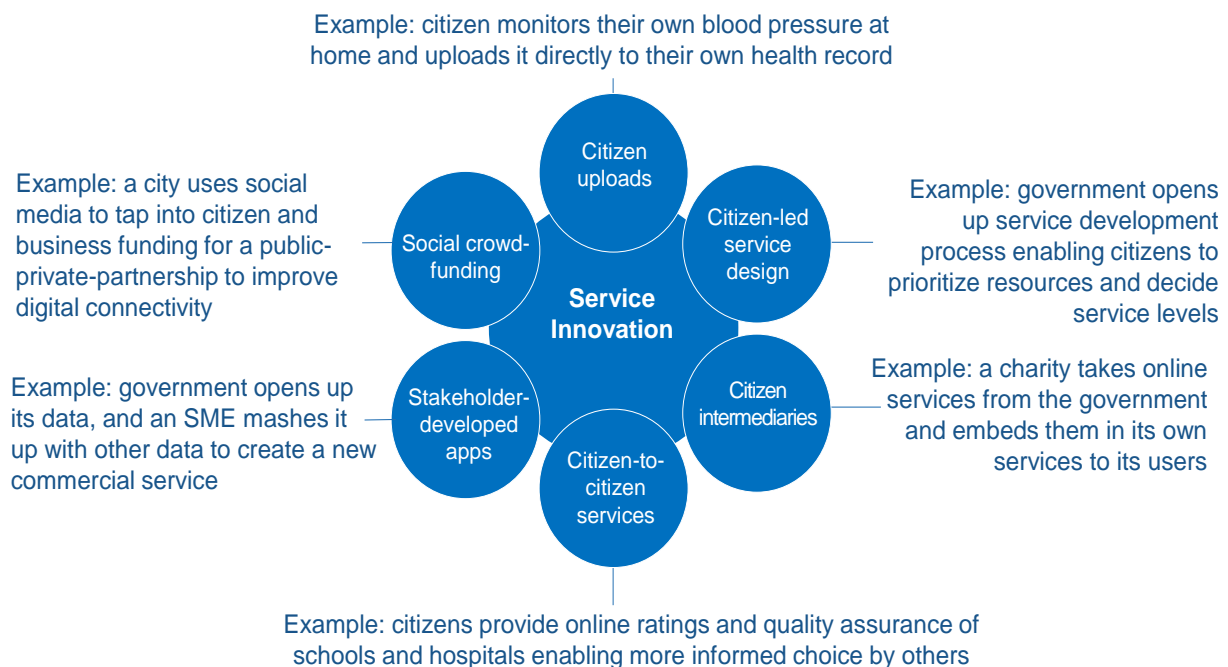 Example: citizen monitors their own blood pressure at
home and uploads it directly to their own health record
Citizen
uploads
Example: a city uses social
media to tap into citizen and
business funding for a public-
private-partnership to improve
digital connectivity
Social crowd-
funding
Citizen-led
service
design
Example: government opens
up service development
process enabling citizens to
prioritize resources and decide
service levels
Service
Innovation
Example: government opens up
its data, and an SME mashes it
up with other data to create a new
commercial service
Stakeholder-
developed
apps
Citizen
intermediaries
Example: a charity takes online
services from the government
and embeds them in its own
services to its users
Citizen-to-
citizen
services
Example: citizens provide online ratings and quality assurance of
schools and hospitals enabling more informed choice by others